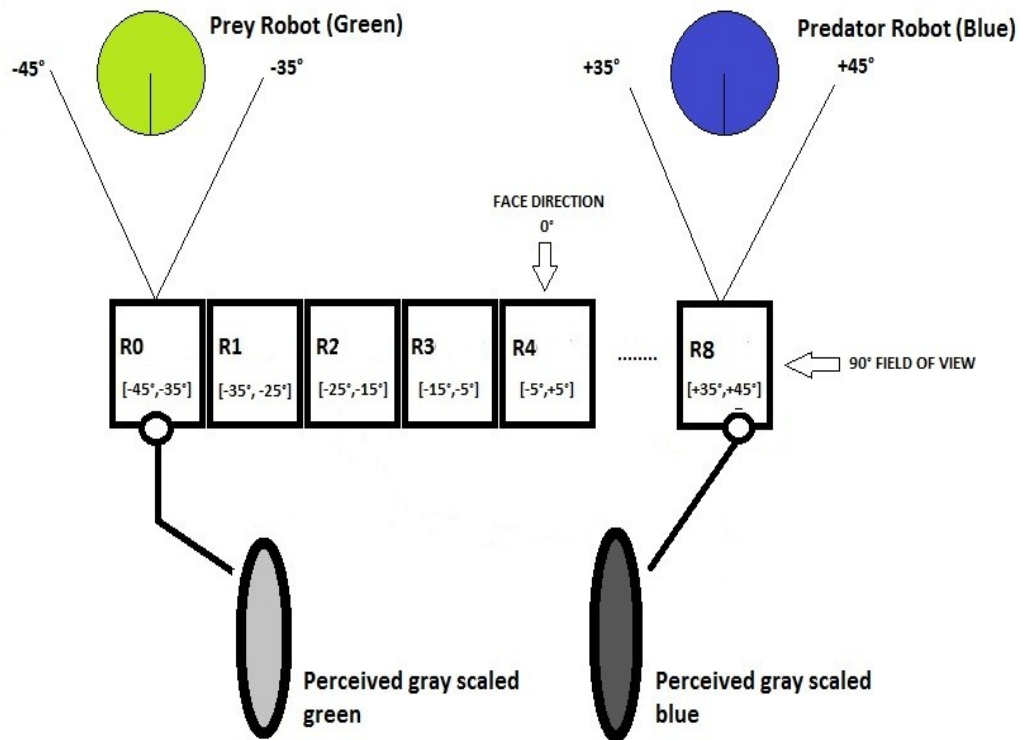 Prey Robot (Green)
Predator Robot (Blue)
-45°
-35°
+35°
+45°
FACE DIRECTION
0°
R0
R1
R2
R3
R4
........
R8
[-45°,-35°]
[-35°, -25°]
[-25°,-15°]
[-15°,-5°]
[-5°,+5°]
[+35°,+45°]
90° FIELD OF VIEW
Perceived gray scaled
green
Perceived gray scaled
blue